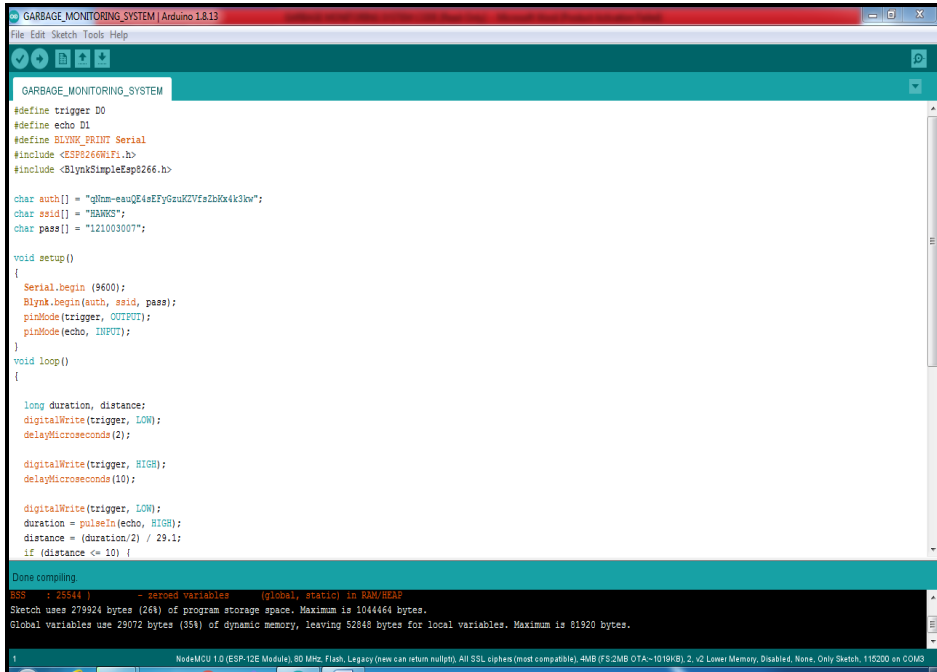 GARBAGE_MONITORING_SYSTEM | Arduino 1.8.13
File Edit Sketch Tools Help
GARBAGE_MONITORING_SYSTEM
#define trigger D0
#define echo D1
#define BLYNK_PRINT Serial
#include <ESP8266WiFi.h>
#include <BlynkSimpleEsp8266.h>
char auth[] = "qNnm-eauQE4sEFyGzuKZVfsZbKx4k3kw";
char ssid[] = "HAWKS";
char pass[] = "121003007";
void setup()
{
Serial.begin (9600);
Blynk.begin(auth, ssid, pass);
pinMode(trigger, OUTPUT);
pinMode(echo, INPUT);
}
void loop()
{
long duration, distance;
digitalWrite(trigger, LOW);
delayMicroseconds(2);
digitalWrite(trigger, HIGH);
delayMicroseconds(10);
digitalWrite(trigger, LOW);
duration = pulseIn(echo, HIGH);
distance = (duration/2) / 29.1;
if (distance <= 10) {
Done compiling.
BSS : 25544 ) - zeroed variables (global, static) in RAM/HEAP
Sketch uses 279924 bytes (26%) of program storage space. Maximum is 1044464 bytes.
Global variables use 29072 bytes (35%) of dynamic memory, leaving 52848 bytes for local variables. Maximum is 81920 bytes.
1 NodeMCU 1.0 (ESP-12E Module), 80 MHz, Flash, Legacy (new can return nullptr), All SSL ciphers (most compatible), 4MB (FS:2MB OTA:~1019KB), 2, v2 Lower Memory, Disabled, None, Only Sketch, 115200 on COM3